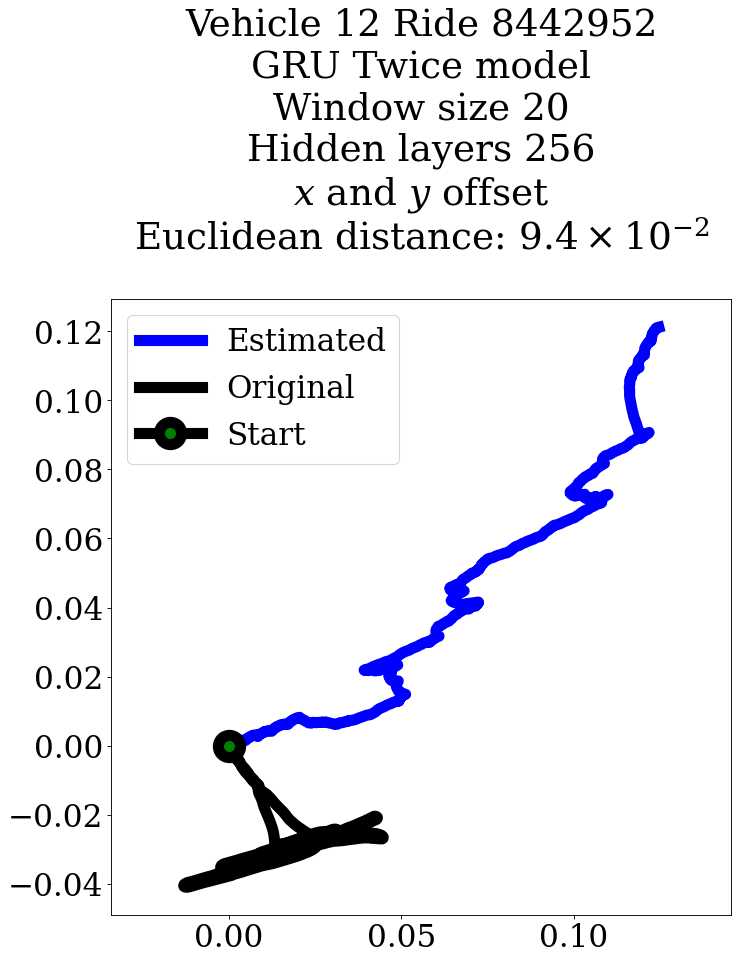 Vehicle 12 Ride 8442952
GRU Twice model
Window size 20
Hidden layers 256
x and y offset
Euclidean distance: 9.4 × 10⁻²
Estimated
Original
Start
0.12
0.10
0.08
0.06
0.04
0.02
0.00
−0.02
−0.04
0.00 0.05 0.10